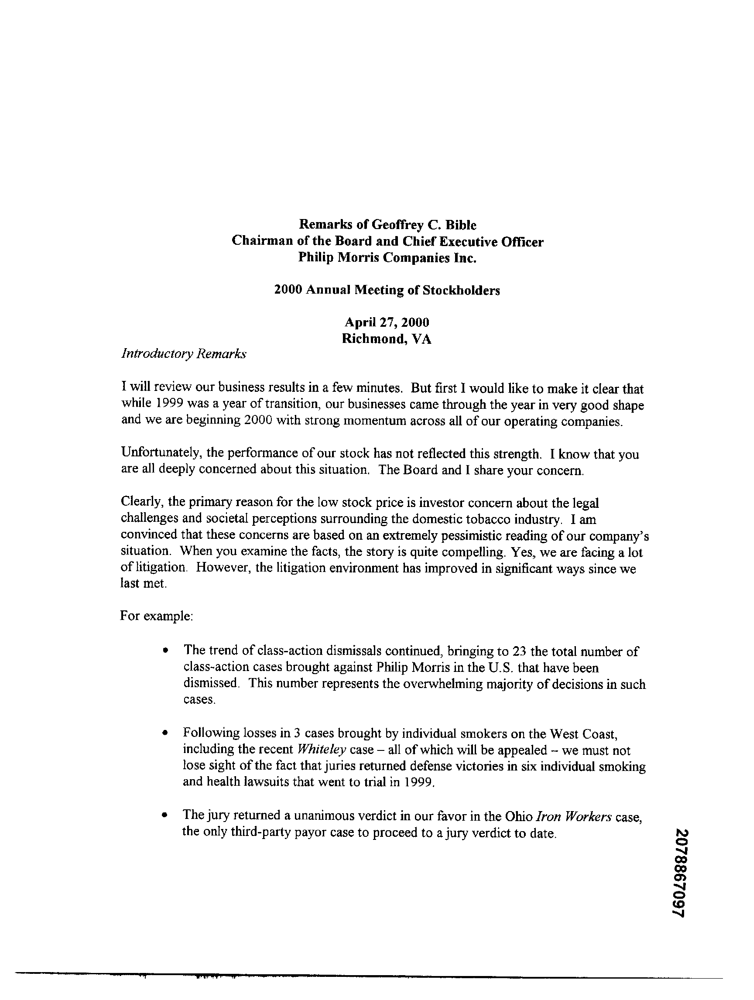 Remarks of Geoffrey C. Bible
Chairman of the Board and Chief Executive Officer
Philip Morris Companies Inc.
2000 Annual Meeting of Stockholders
April 27, 2000
Richmond, VA
Introductory Remarks
I will review our business results in a few minutes. But first I would like to make it clear that
while 1999 was a year of transition, our businesses came through the year in very good shape
and we are beginning 2000 with strong momentum across all of our operating companies.
Unfortunately, the performance of our stock has not reflected this strength. I know that you
are all deeply concerned about this situation. The Board and I share your concern.
Clearly, the primary reason for the low stock price is investor concern about the legal
challenges and societal perceptions surrounding the domestic tobacco industry. I am
convinced that these concerns are based on an extremely pessimistic reading of our company's
situation. When you examine the facts, the story is quite compelling. Yes, we are facing a lot
of litigation. However, the litigation environment has improved in significant ways since we
last met.
For example:
• The trend of class-action dismissals continued, bringing to 23 the total number of
class-action cases brought against Philip Morris in the U.S. that have been
dismissed. This number represents the overwhelming majority of decisions in such
cases.
• Following losses in 3 cases brought by individual smokers on the West Coast,
including the recent Whiteley case – all of which will be appealed – we must not
lose sight of the fact that juries returned defense victories in six individual smoking
and health lawsuits that went to trial in 1999.
• The jury returned a unanimous verdict in our favor in the Ohio Iron Workers case,
the only third-party payor case to proceed to a jury verdict to date.
2078867097